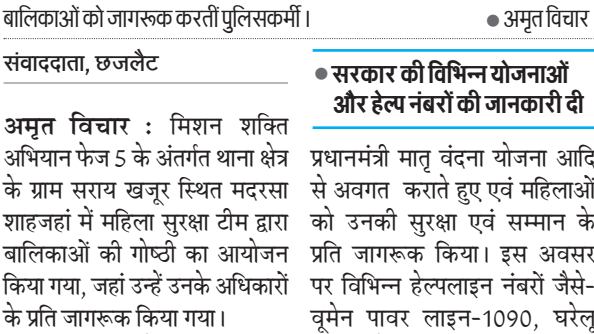 बालिकाओं को जागरूक करतीं पुलिसकर्मी।
● अमृत विचार
संवाददाता, छजलैट
अमृत विचार : मिशन शक्ति
अभियान फेज 5 के अंतर्गत थाना क्षेत्र
के ग्राम सराय खजूर स्थित मदरसा
शाहजहां में महिला सुरक्षा टीम द्वारा
बालिकाओं की गोष्ठी का आयोजन
किया गया, जहां उन्हें उनके अधिकारों
के प्रति जागरूक किया गया।
● सरकार की विभिन्न योजनाओं
और हेल्प नंबरों की जानकारी दी
प्रधानमंत्री मातृ वंदना योजना आदि
से अवगत कराते हुए एवं महिलाओं
को उनकी सुरक्षा एवं सम्मान के
प्रति जागरूक किया। इस अवसर
पर विभिन्न हेल्पलाइन नंबरों जैसे-
वूमेन पावर लाइन-1090, घरेलू